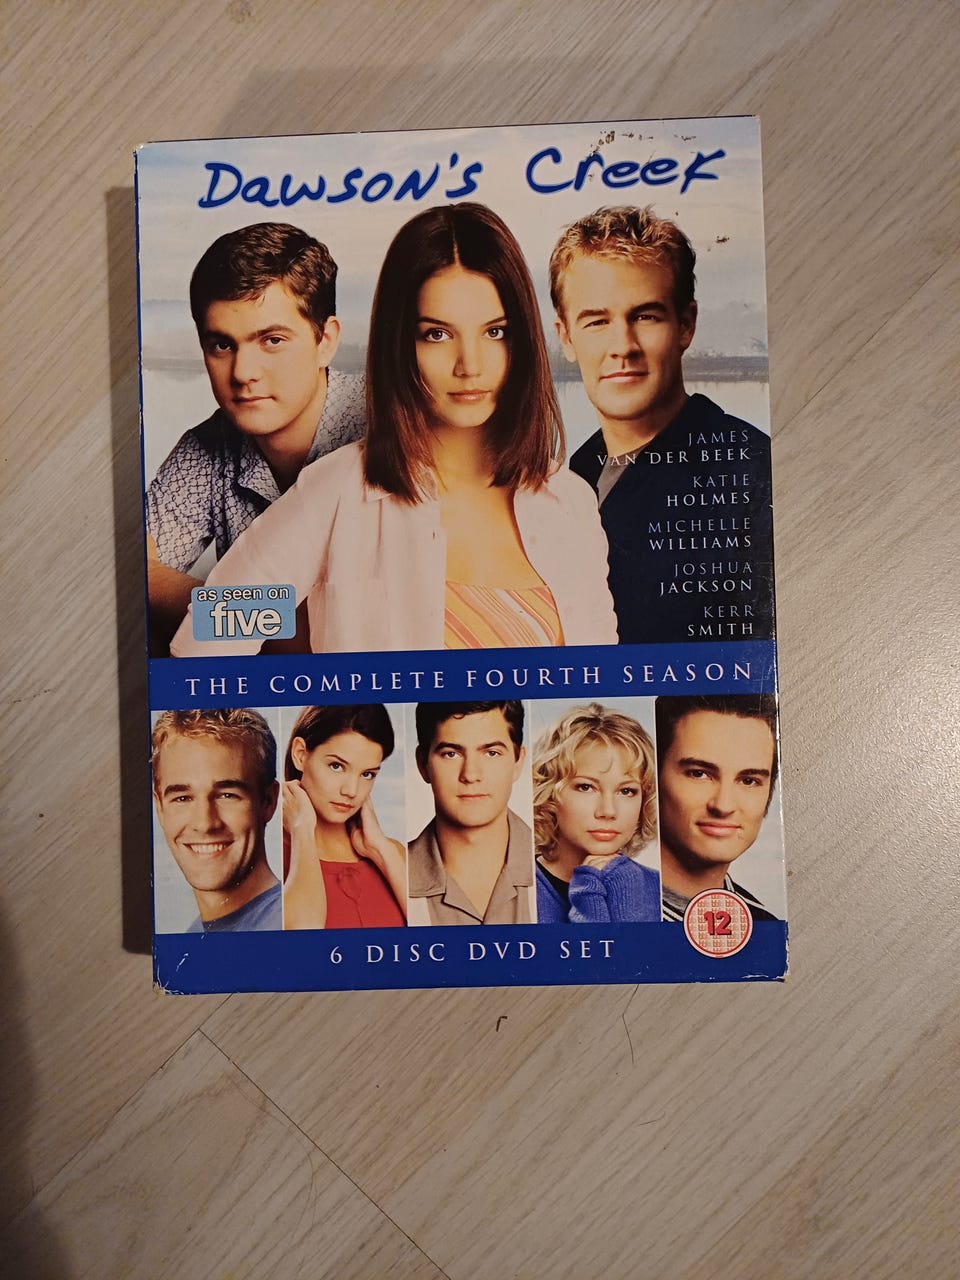 Dawson's Creek
JAMES
VAN DER BEEK
KATIE
HOLMES
MICHELLE
WILLIAMS
JOSHUA
JACKSON
KERR
SMITH
as seen on
five
THE COMPLETE FOURTH SEASON
12
6 DISC DVD SET